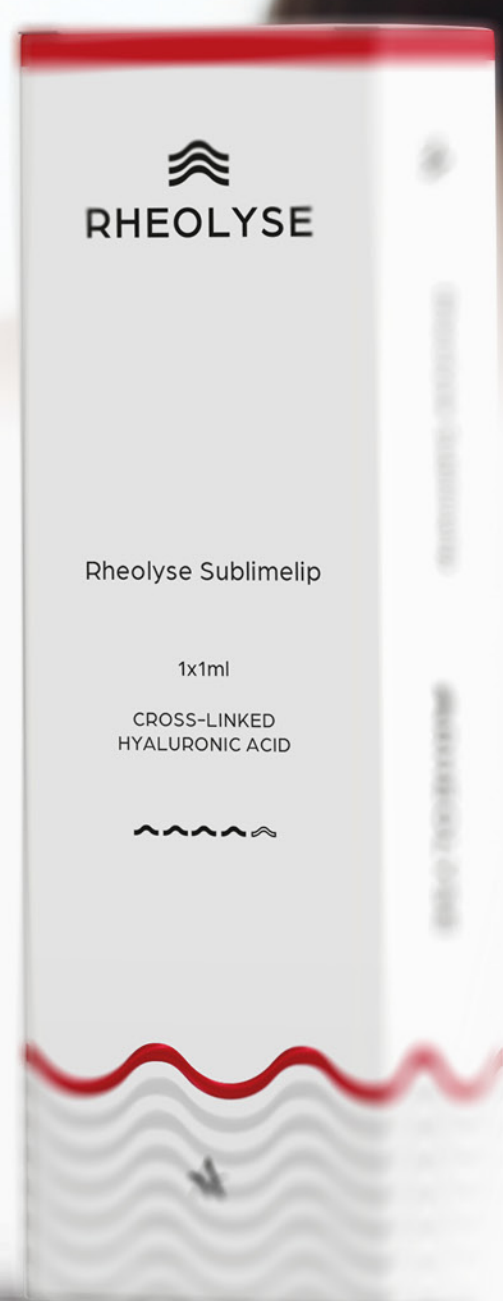 RHEOLYSE
Rheolyse Sublimelip
1x1ml
CROSS-LINKED
HYALURONIC ACID